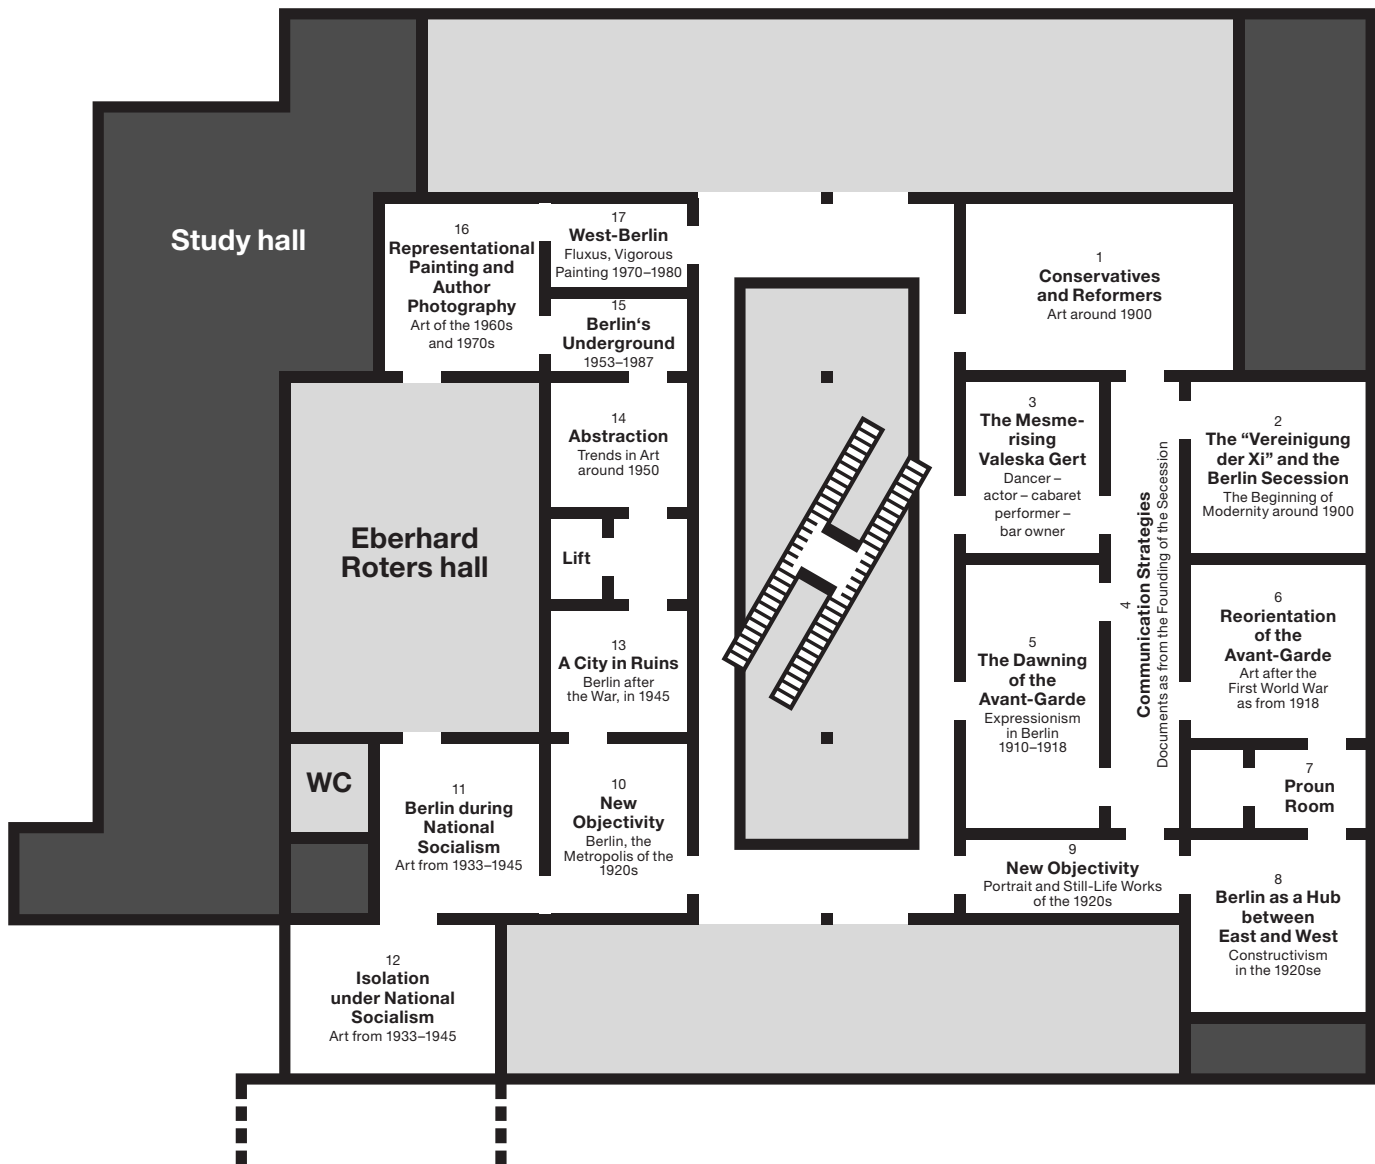 Study hall
16
Representational
Painting and
Author
Photography
Art of the 1960s
and 1970s
17
West-Berlin
Fluxus, Vigorous
Painting 1970–1980
15
Berlin‘s
Underground
1953–1987
14
Abstraction
Trends in Art
around 1950
Lift
13
A City in Ruins
Berlin after
the War, in 1945
Eberhard
Roters hall
WC
11
Berlin during
National
Socialism
Art from 1933–1945
10
New
Objectivity
Berlin, the
Metropolis of the
1920s
12
Isolation
under National
Socialism
Art from 1933–1945
1
Conservatives
and Reformers
Art around 1900
3
The Mesme-
rising
Valeska Gert
Dancer –
actor – cabaret
performer –
bar owner
2
The “Vereinigung
der Xi” and the
Berlin Secession
The Beginning of
Modernity around 1900
4
Communication Strategies
Documents as from the Founding of the Secession
5
The Dawning
of the
Avant-Garde
Expressionism
in Berlin
1910–1918
6
Reorientation
of the
Avant-Garde
Art after the
First World War
as from 1918
7
Proun
Room
9
New Objectivity
Portrait and Still-Life Works
of the 1920s
8
Berlin as a Hub
between
East and West
Constructivism
in the 1920se